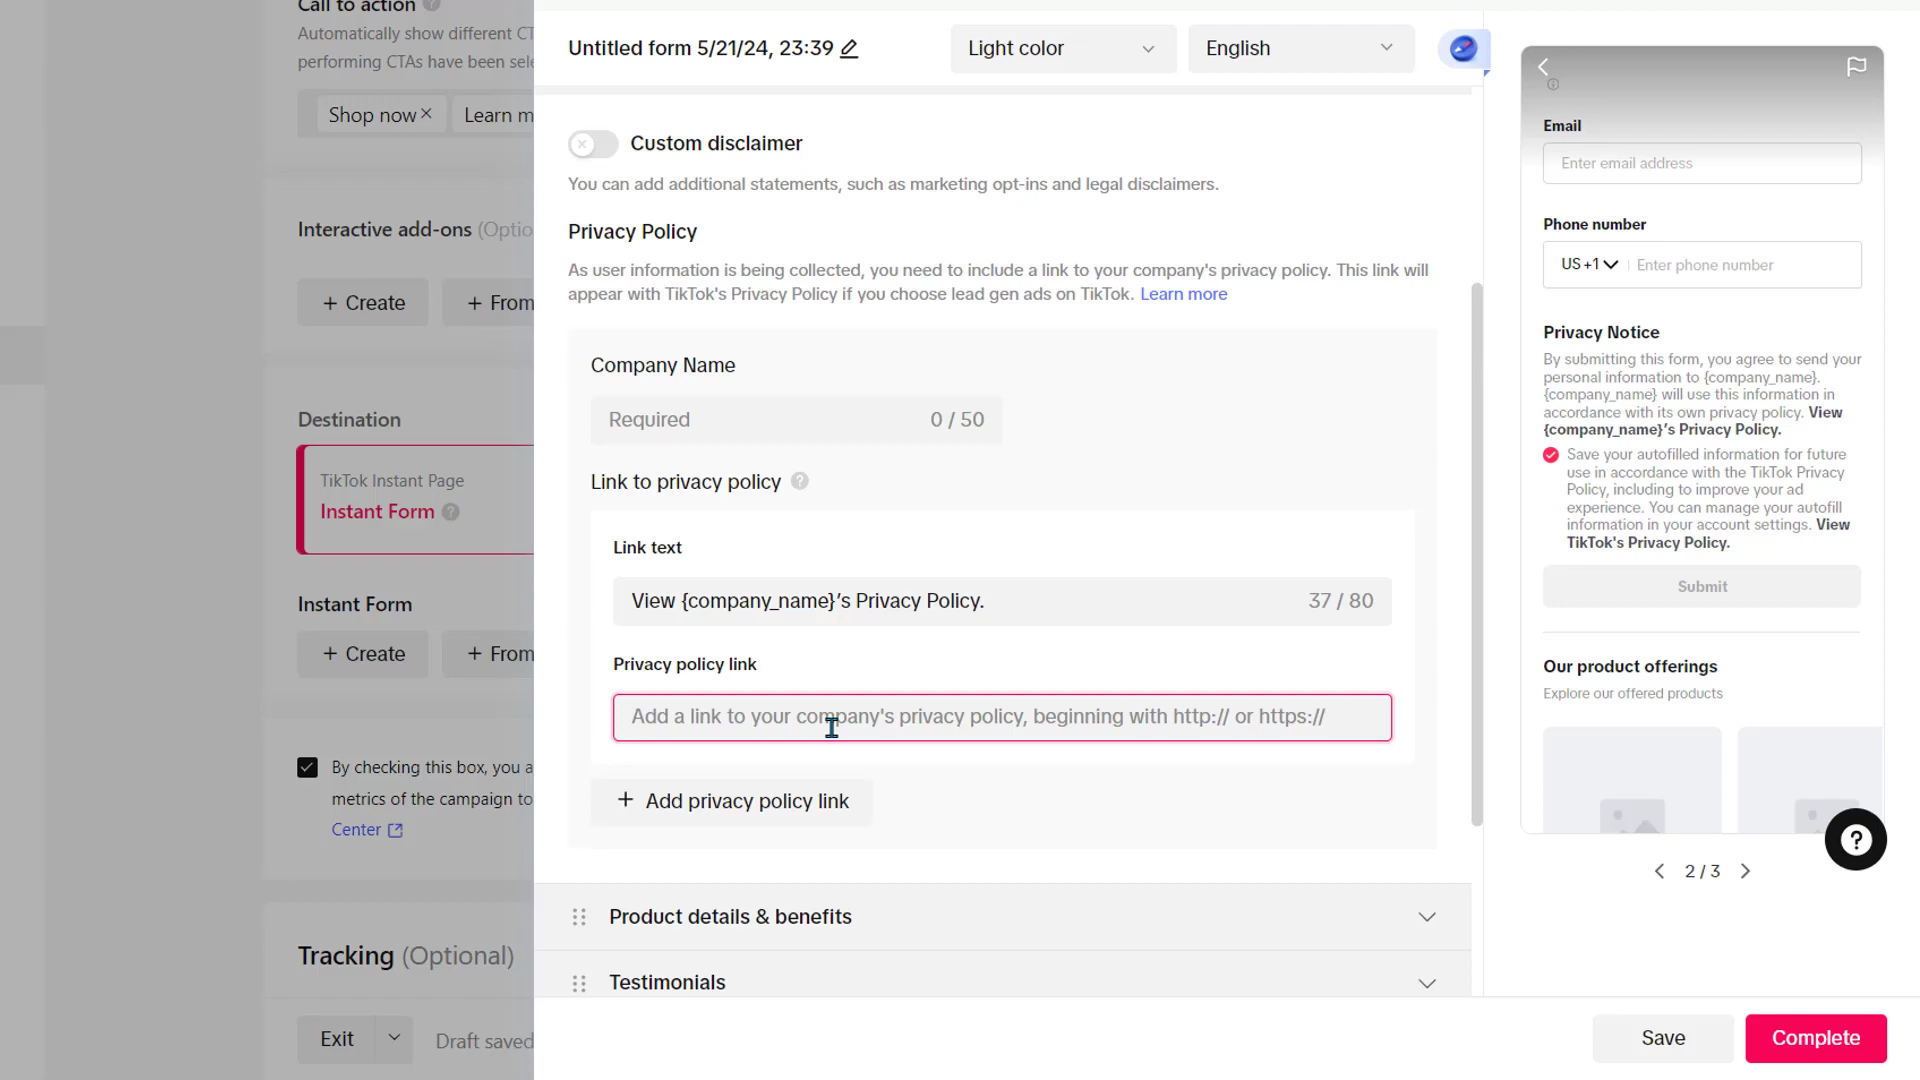 Call to action
Automatically show different CT
performing CTAs have been sele
Shop now
Learn m
Interactive add-ons (Optio
+ Create
+ From
Destination
TikTok Instant Page
Instant Form
Instant Form
+ Create
+ From
By checking this box, you a
metrics of the campaign to
Center
Tracking (Optional)
Exit
Draft saved
Untitled form 5/21/24, 23:39
Light color
English
Custom disclaimer
You can add additional statements, such as marketing opt-ins and legal disclaimers.
Privacy Policy
As user information is being collected, you need to include a link to your company's privacy policy. This link will
appear with TikTok's Privacy Policy if you choose lead gen ads on TikTok. Learn more
Company Name
Required 0 / 50
Link to privacy policy
Link text
View {company_name}’s Privacy Policy. 37 / 80
Privacy policy link
Add a link to your company's privacy policy, beginning with http:// or https://
+ Add privacy policy link
Product details & benefits
Testimonials
Email
Enter email address
Phone number
US +1 Enter phone number
Privacy Notice
By submitting this form, you agree to send your
personal information to {company_name}.
{company_name} will use this information in
accordance with its own privacy policy. View
{company_name}’s Privacy Policy.
Save your autofilled information for future
use in accordance with the TikTok Privacy
Policy, including to improve your ad
experience. You can manage your autofill
information in your account settings. View
TikTok's Privacy Policy.
Submit
Our product offerings
Explore our offered products
2 / 3
Save
Complete